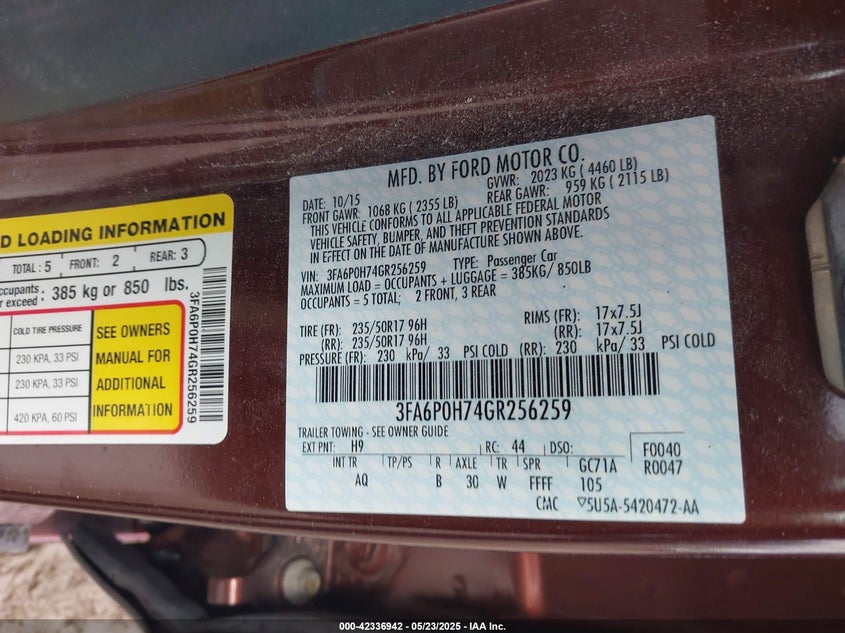 D LOADING INFORMATION
TOTAL : 5 FRONT: 2 REAR: 3
385 kg or 850 lbs.
COLD TIRE PRESSURE
230 KPA, 33 PSI
230 KPA, 33 PSI
420 KPA, 60 PSI
SEE OWNERS
MANUAL FOR
ADDITIONAL
INFORMATION
3FA6P0H74GR256259
MFD. BY FORD MOTOR CO.
DATE: 10/15 GVWR: 2023 KG ( 4460 LB)
FRONT GAWR: 1068 KG ( 2355 LB) REAR GAWR: 959 KG ( 2115 LB)
THIS VEHICLE CONFORMS TO ALL APPLICABLE FEDERAL MOTOR
VEHICLE SAFETY, BUMPER, AND THEFT PREVENTION STANDARDS
IN EFFECT ON THE DATE OF MANUFACTURE SHOWN ABOVE.
VIN: 3FA6P0H74GR256259 TYPE: Passenger Car
MAXIMUM LOAD = OCCUPANTS + LUGGAGE = 385KG/ 850LB
OCCUPANTS = 5 TOTAL; 2 FRONT, 3 REAR
TIRE (FR): 235/50R17 96H RIMS (FR): 17x7.5J
(RR): 235/50R17 96H (RR): 17x7.5J
PRESSURE (FR): 230 kPa/ 33 PSI COLD (RR): 230 kPa/ 33 PSI COLD
3FA6P0H74GR256259
TRAILER TOWING - SEE OWNER GUIDE
EXT PNT: H9 RC: 44 DSO: F0040
R0047
INT TR TP/PS R AXLE TR SPR GC71A
AQ B 30 W FFFF 105
CMC ▽5U5A-5420472-AA
000-42336942 - 05/23/2025 - IAA Inc.